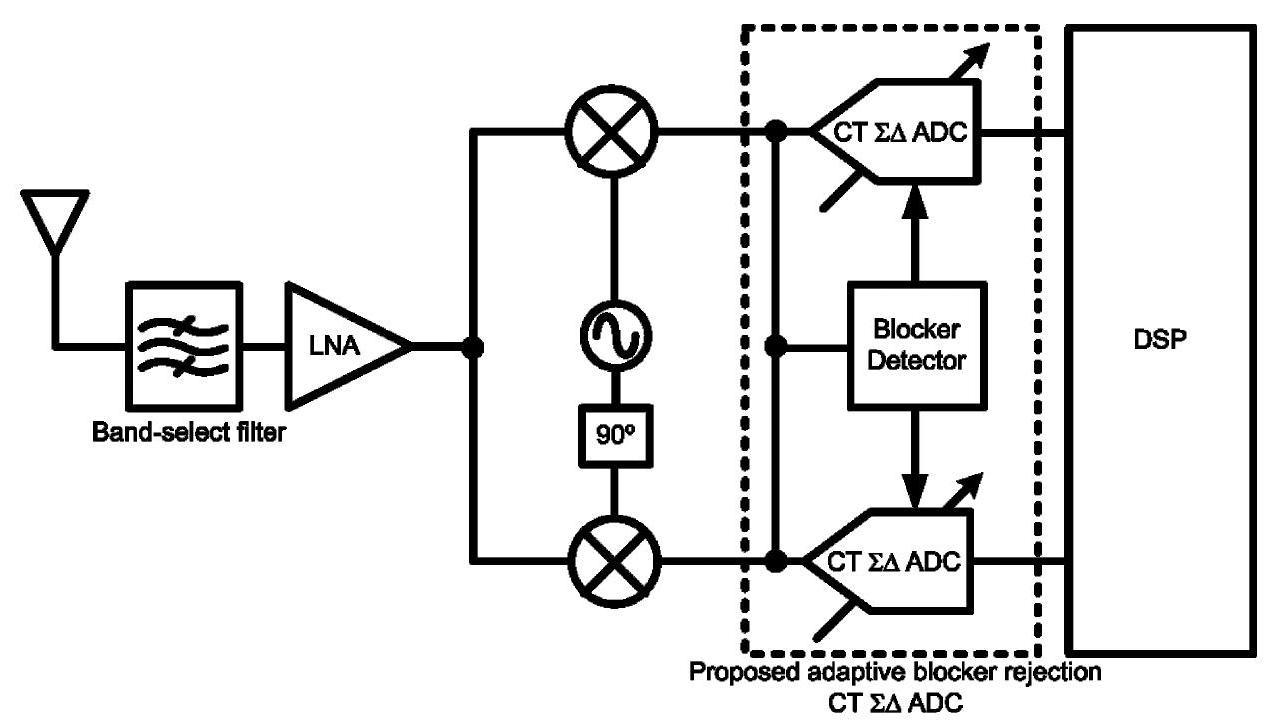 CT ΣΔ ADC
Blocker
Detector
DSP
LNA
Band-select filter
90º
CT ΣΔ ADC
Proposed adaptive blocker rejection
CT ΣΔ ADC